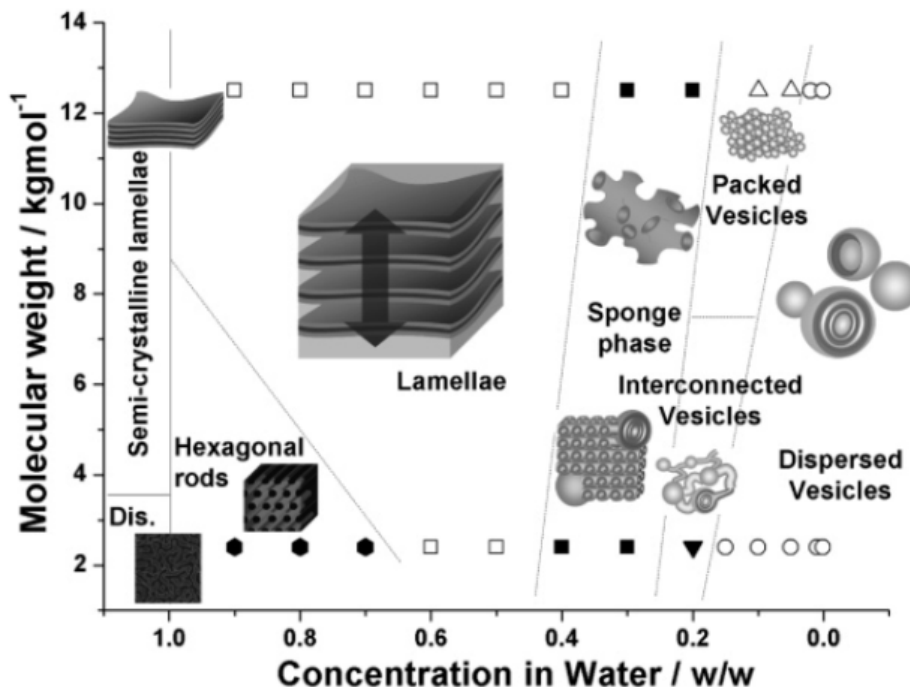 14
12
10
8
6
4
2
Molecular weight / kgmol⁻¹
Semi-crystalline lamellae
Dis.
Hexagonal
rods
Lamellae
Sponge
phase
Packed
Vesicles
Interconnected
Vesicles
Dispersed
Vesicles
1.0 0.8 0.6 0.4 0.2 0.0
Concentration in Water / w/w